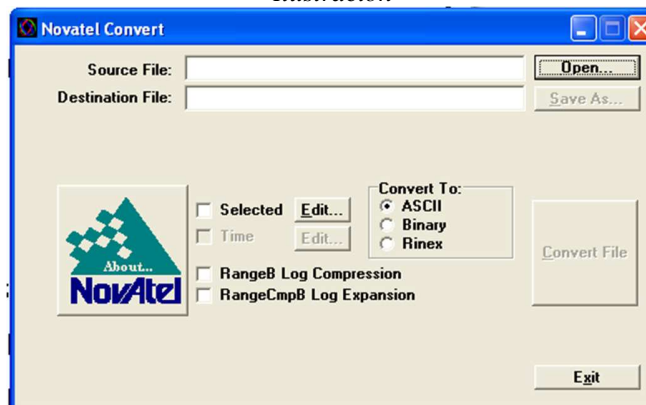 Novatel Convert
Source File:
Open...
Destination File:
Save As...
Selected
Edit...
Time
Edit...
Convert To:
ASCII
Binary
Rinex
RangeB Log Compression
RangeCmpB Log Expansion
About...
NovAtel
Convert File
Exit